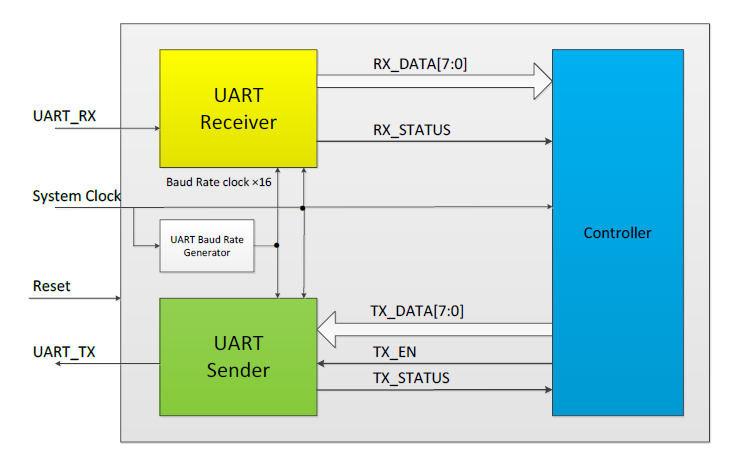 RX_DATA[7:0]
UART
Receiver
UART_RX
RX_STATUS
Baud Rate clock ×16
System Clock
UART Baud Rate
Generator
Controller
Reset
TX_DATA[7:0]
UART
Sender
UART_TX
TX_EN
TX_STATUS